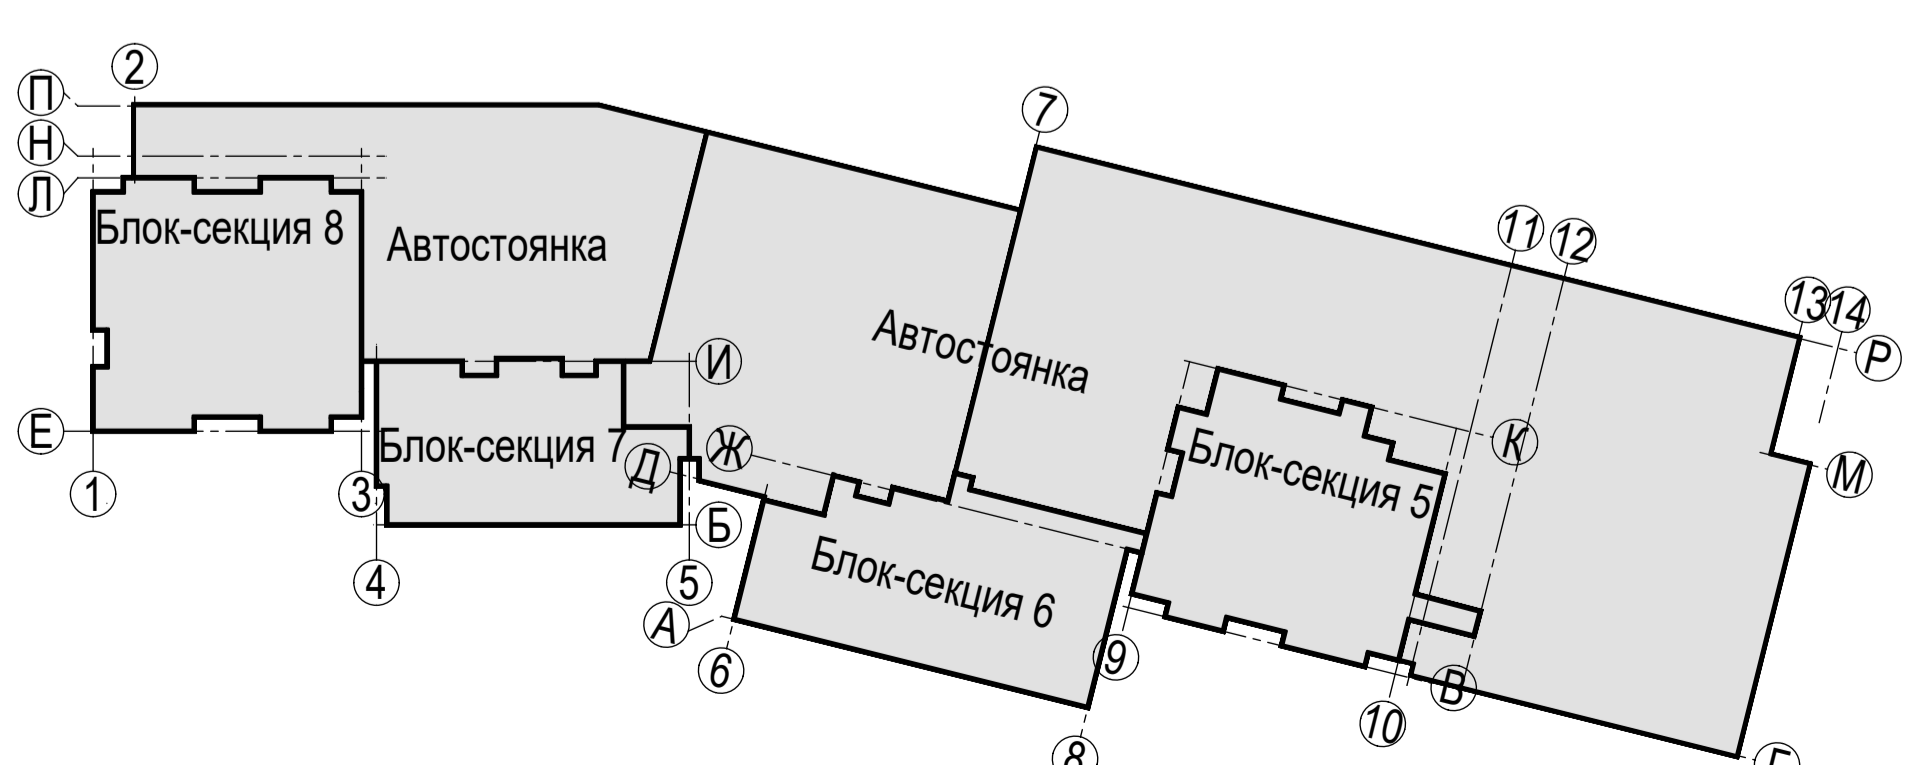 2
П
7
Н
Л
Блок-секция 8
11
12
Автостоянка
13
14
Автостоянка
Р
И
Е
Блок-секция 7
Ж
К
Блок-секция 5
Д
М
1
3
Б
4
5
Блок-секция 6
А
6
9
В
10
8
Г